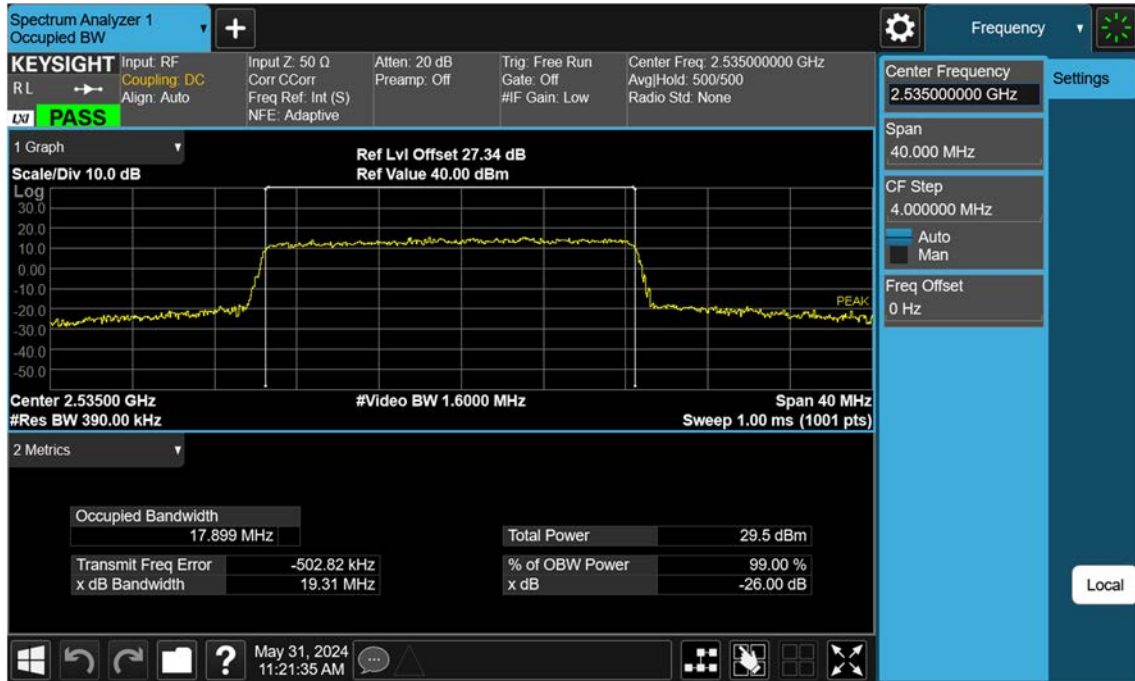 Spectrum Analyzer 1
Occupied BW
+
Frequency
KEYSIGHT
RL
LXI
PASS
Input: RF
Coupling: DC
Align: Auto
Input Z: 50 Ω
Corr CCorr
Freq Ref: Int (S)
NFE: Adaptive
Atten: 20 dB
Preamp: Off
Trig: Free Run
Gate: Off
#IF Gain: Low
Center Freq: 2.535000000 GHz
Avg|Hold: 500/500
Radio Std: None
Center Frequency
2.535000000 GHz
Settings
Span
40.000 MHz
CF Step
4.000000 MHz
Auto
Man
Freq Offset
0 Hz
Local
1 Graph
Scale/Div 10.0 dB
Ref Lvl Offset 27.34 dB
Ref Value 40.00 dBm
Log
30.0
20.0
10.0
0.00
-10.0
-20.0
-30.0
-40.0
-50.0
PEAK
Center 2.53500 GHz
#Video BW 1.6000 MHz
Span 40 MHz
#Res BW 390.00 kHz
Sweep 1.00 ms (1001 pts)
2 Metrics
Occupied Bandwidth
17.899 MHz
Total Power 29.5 dBm
Transmit Freq Error -502.82 kHz
% of OBW Power 99.00 %
x dB Bandwidth 19.31 MHz
x dB -26.00 dB
?
May 31, 2024
11:21:35 AM